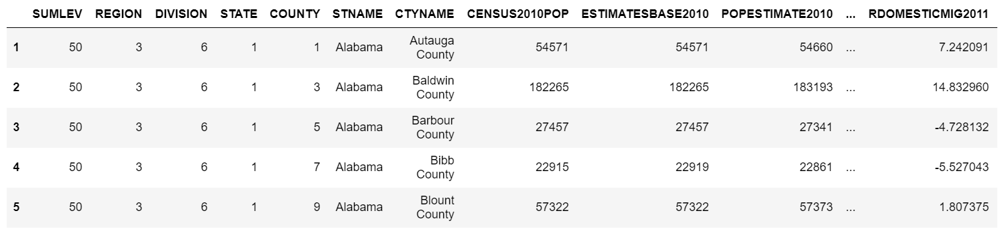 SUMLEV REGION DIVISION STATE COUNTY STNAME CTYNAME CENSUS2010POP ESTIMATESBASE2010 POPESTIMATE2010 ... RDOMESTICMIG2011
1 50 3 6 1 1 Alabama Autauga County 54571 54571 54660 ... 7.242091
2 50 3 6 1 3 Alabama Baldwin County 182265 182265 183193 ... 14.832960
3 50 3 6 1 5 Alabama Barbour County 27457 27457 27341 ... -4.728132
4 50 3 6 1 7 Alabama Bibb County 22915 22919 22861 ... -5.527043
5 50 3 6 1 9 Alabama Blount County 57322 57322 57373 ... 1.807375